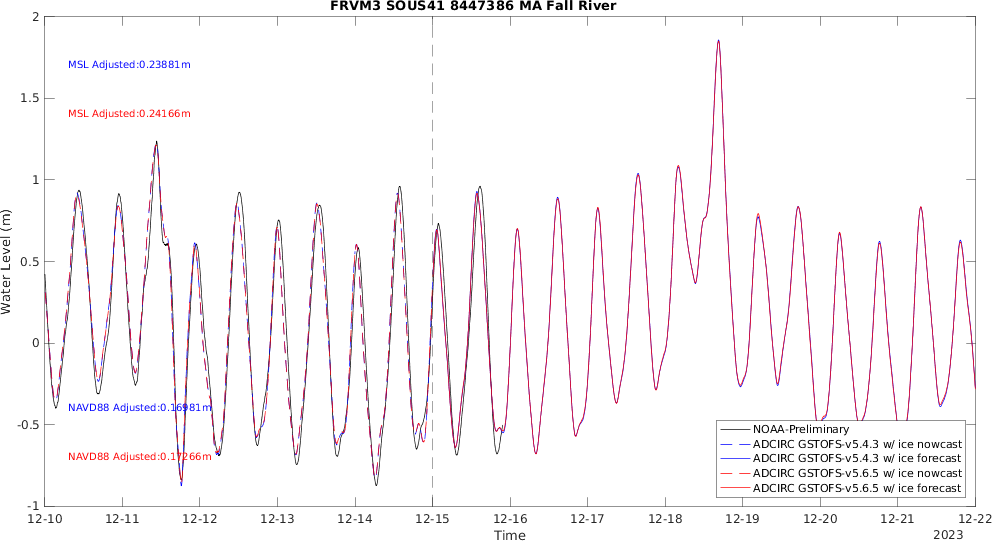 FRVM3 SOUS41 8447386 MA Fall River
2
1.5
1
0.5
0
-0.5
-1
Water Level (m)
MSL Adjusted:0.23881m
MSL Adjusted:0.24166m
NAVD88 Adjusted:0.16981m
NAVD88 Adjusted:0.17266m
NOAA-Preliminary
ADCIRC GSTOFS-v5.4.3 w/ ice nowcast
ADCIRC GSTOFS-v5.4.3 w/ ice forecast
ADCIRC GSTOFS-v5.6.5 w/ ice nowcast
ADCIRC GSTOFS-v5.6.5 w/ ice forecast
12-10 12-11 12-12 12-13 12-14 12-15 12-16 12-17 12-18 12-19 12-20 12-21 12-22
Time
2023